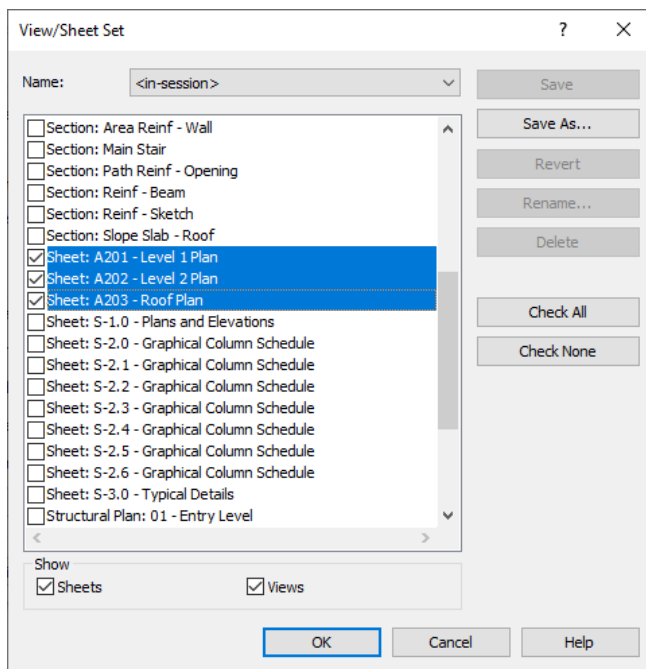 View/Sheet Set
Name: <in-session>
Save
Save As...
Revert
Rename...
Delete
Check All
Check None
Section: Area Reinf - Wall
Section: Main Stair
Section: Path Reinf - Opening
Section: Reinf - Beam
Section: Reinf - Sketch
Section: Slope Slab - Roof
Sheet: A201 - Level 1 Plan
Sheet: A202 - Level 2 Plan
Sheet: A203 - Roof Plan
Sheet: S-1.0 - Plans and Elevations
Sheet: S-2.0 - Graphical Column Schedule
Sheet: S-2.1 - Graphical Column Schedule
Sheet: S-2.2 - Graphical Column Schedule
Sheet: S-2.3 - Graphical Column Schedule
Sheet: S-2.4 - Graphical Column Schedule
Sheet: S-2.5 - Graphical Column Schedule
Sheet: S-2.6 - Graphical Column Schedule
Sheet: S-3.0 - Typical Details
Structural Plan: 01 - Entry Level
Show
Sheets Views
OK Cancel Help